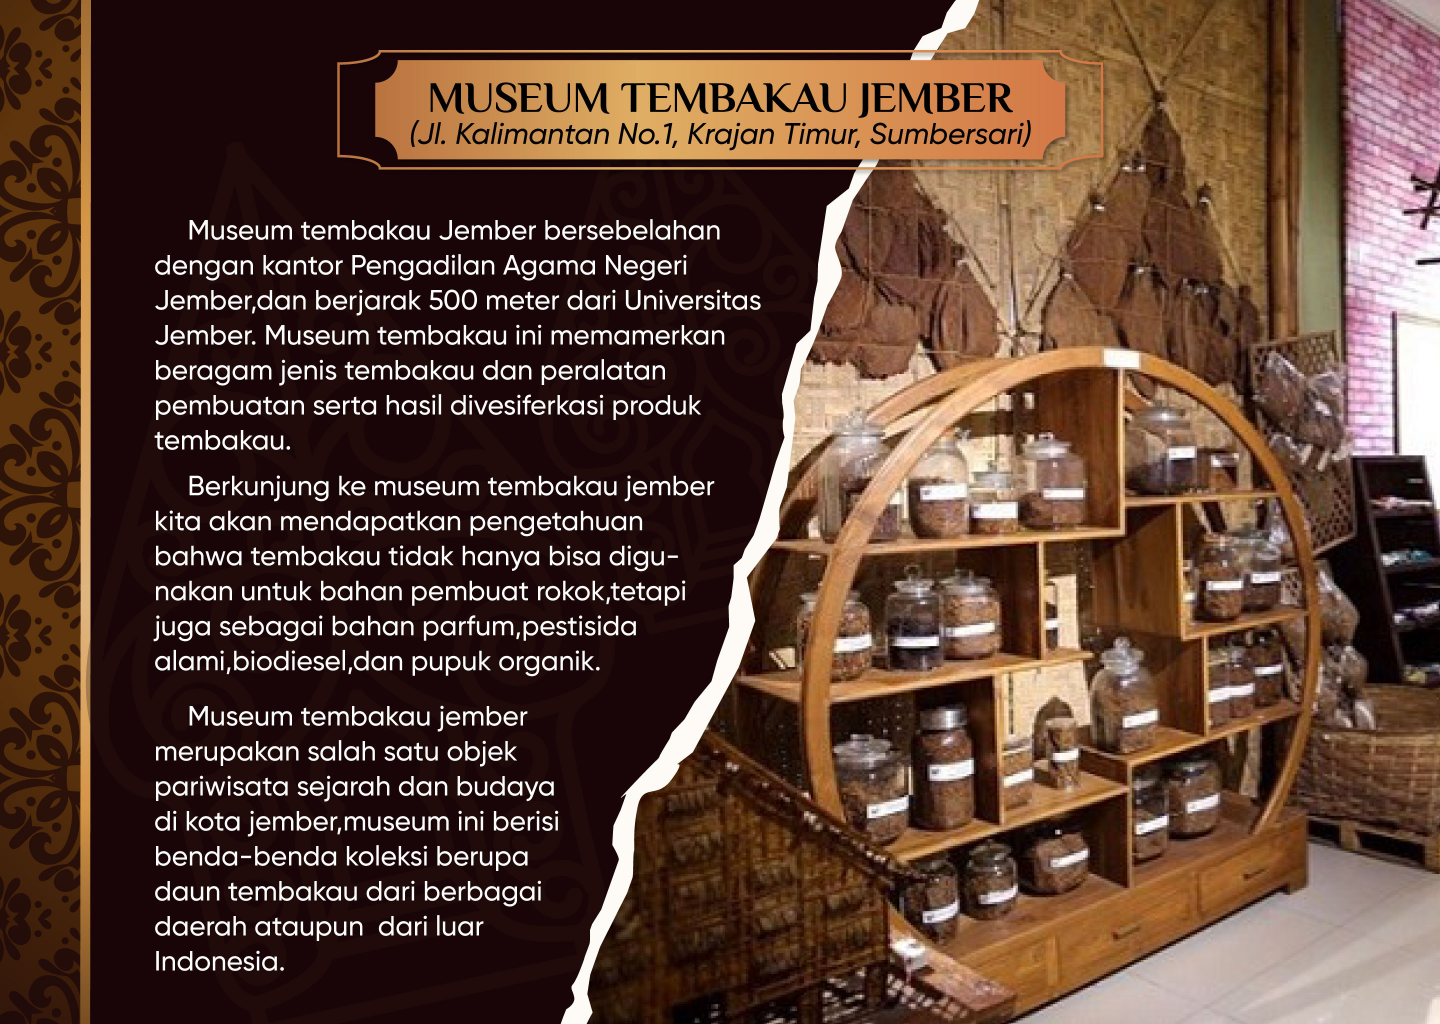 MUSEUM TEMBAKAU JEMBER
(Jl. Kalimantan No.1, Krajan Timur, Sumbersari)
Museum tembakau Jember bersebelahan
dengan kantor Pengadilan Agama Negeri
Jember,dan berjarak 500 meter dari Universitas
Jember. Museum tembakau ini memamerkan
beragam jenis tembakau dan peralatan
pembuatan serta hasil divesiferkasi produk
tembakau.
Berkunjung ke museum tembakau jember
kita akan mendapatkan pengetahuan
bahwa tembakau tidak hanya bisa digu-
nakan untuk bahan pembuat rokok,tetapi
juga sebagai bahan parfum,pestisida
alami,biodiesel,dan pupuk organik.
Museum tembakau jember
merupakan salah satu objek
pariwisata sejarah dan budaya
di kota jember,museum ini berisi
benda-benda koleksi berupa
daun tembakau dari berbagai
daerah ataupun  dari luar
Indonesia.